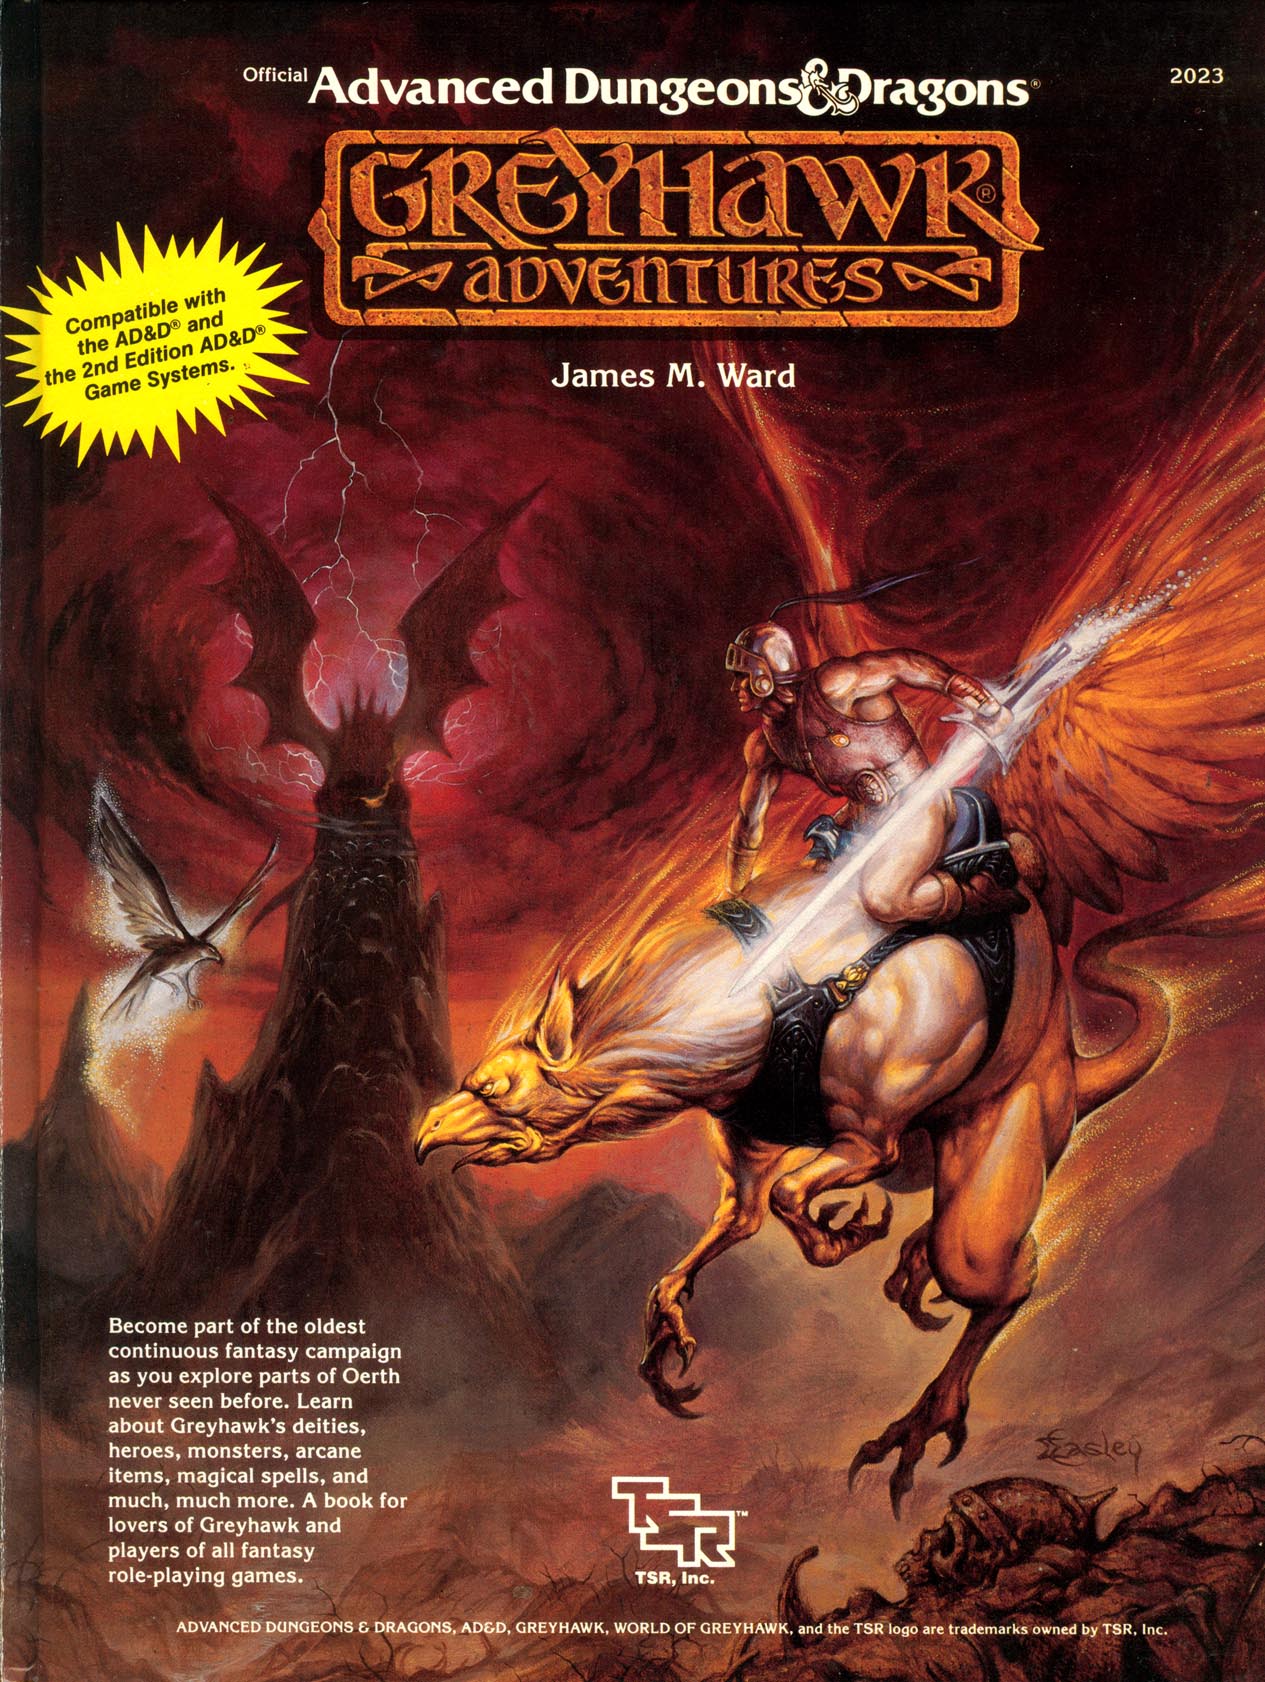 Official Advanced Dungeons & Dragons® 2023
GREYHAWK®
ADVENTURES
Compatible with
the AD&D® and
the 2nd Edition AD&D®
Game Systems.
James M. Ward
Become part of the oldest
continuous fantasy campaign
as you explore parts of Oerth
never seen before. Learn
about Greyhawk's deities,
heroes, monsters, arcane
items, magical spells, and
much, much more. A book for
lovers of Greyhawk and
players of all fantasy
role-playing games.
Easley
TSR™
TSR, Inc.
ADVANCED DUNGEONS & DRAGONS, AD&D, GREYHAWK, WORLD OF GREYHAWK, and the TSR logo are trademarks owned by TSR, Inc.